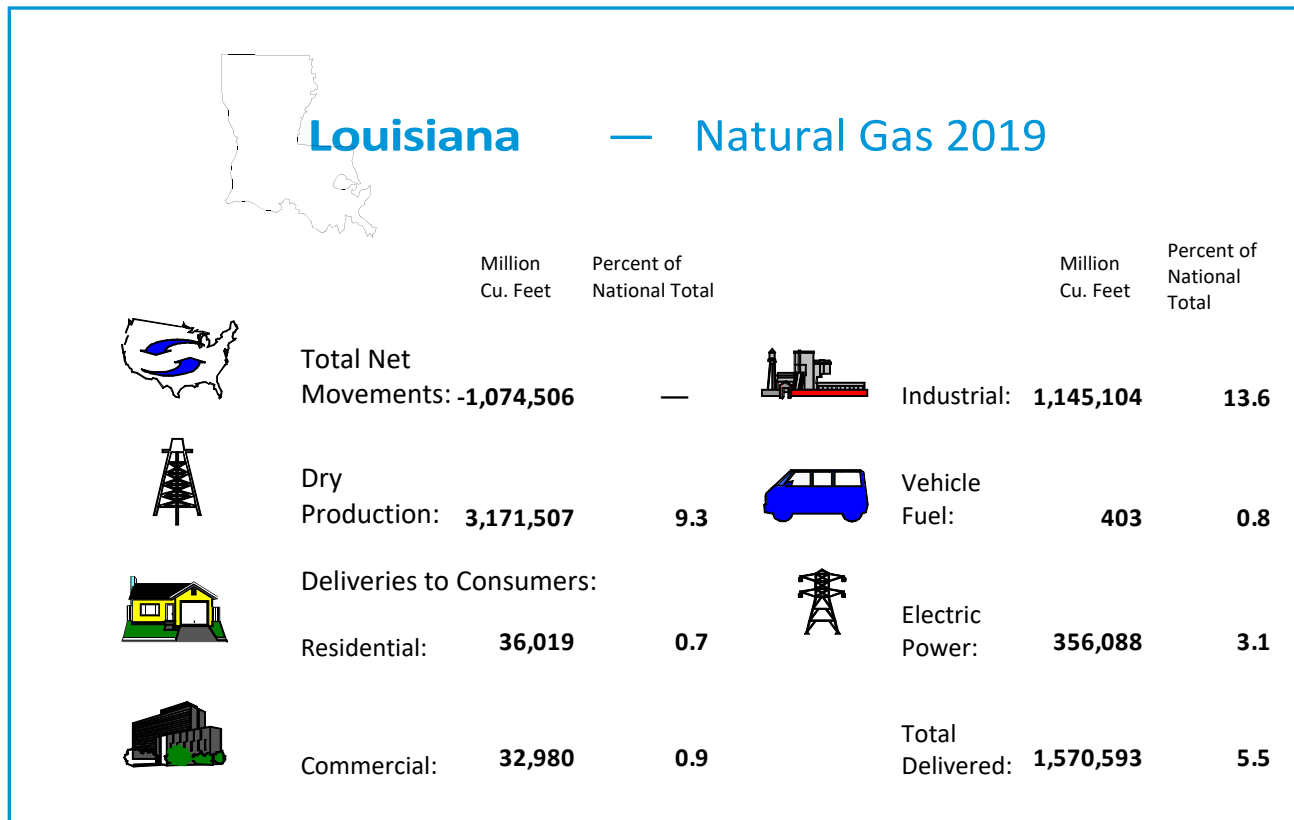 Louisiana — Natural Gas 2019
Million Cu. Feet
Percent of National Total
Total Net
Movements: -1,074,506 —
Dry
Production: 3,171,507 9.3
Deliveries to Consumers:
Residential: 36,019 0.7
Commercial: 32,980 0.9
Million Cu. Feet
Percent of National Total
Industrial: 1,145,104 13.6
Vehicle
Fuel: 403 0.8
Electric
Power: 356,088 3.1
Total
Delivered: 1,570,593 5.5